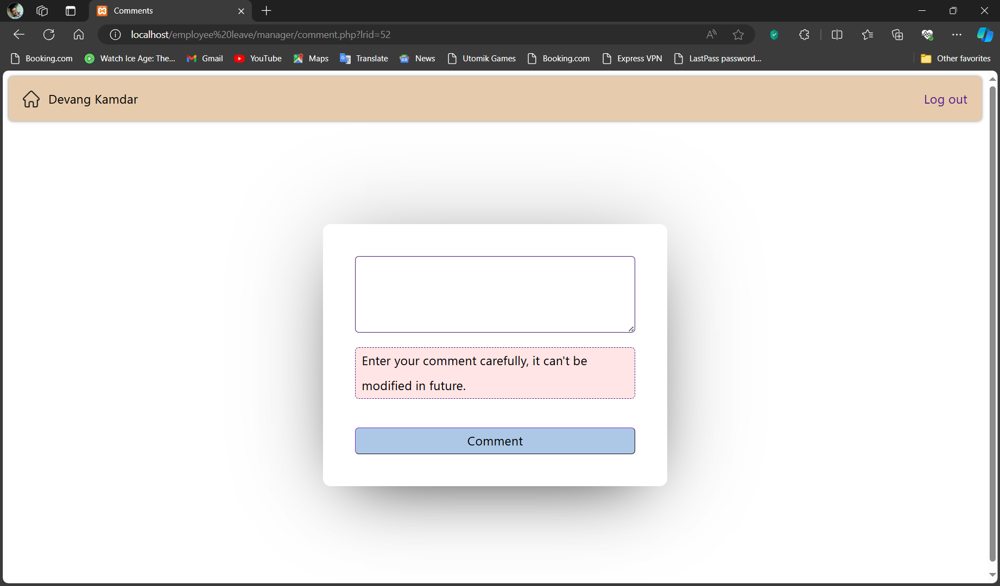 Comments
localhost/employee%20leave/manager/comment.php?lrid=52
Booking.com Watch Ice Age: The... Gmail YouTube Maps Translate News Utomik Games Booking.com Express VPN LastPass password... Other favorites
Devang Kamdar Log out
Enter your comment carefully, it can't be
modified in future.
Comment